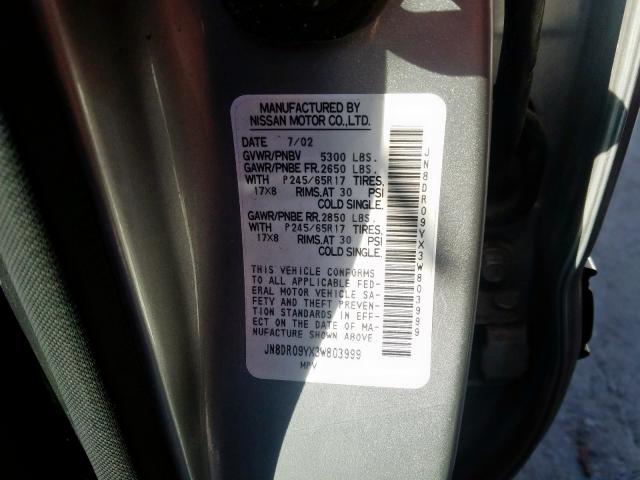 MANUFACTURED BY
NISSAN MOTOR CO.,LTD.
DATE 7/02
GVWR/PNBV 5300 LBS.
GAWR/PNBE FR. 2650 LBS.
WITH P245/65R17 TIRES,
17X8 RIMS, AT 30 PSI
COLD SINGLE.
GAWR/PNBE RR. 2850 LBS.
WITH P245/65R17 TIRES,
17X8 RIMS, AT 30 PSI
COLD SINGLE.
THIS VEHICLE CONFORMS
TO ALL APPLICABLE FED-
ERAL MOTOR VEHICLE SA-
FETY AND THEFT PREVEN-
TION STANDARDS IN EFF-
ECT ON THE DATE OF MA-
NUFACTURE SHOWN ABOVE.
JN8DR09YX3W803999
MPV
JN8DR09YX3W803999